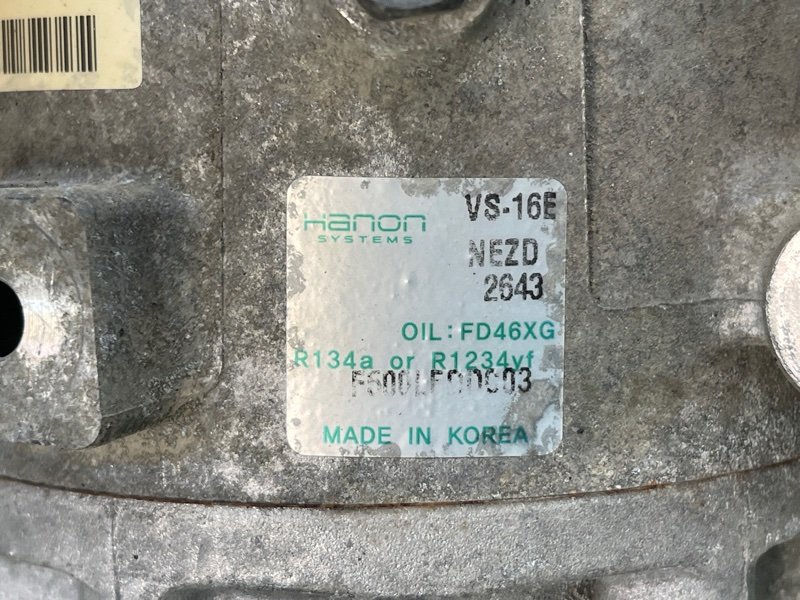 Hanon
SYSTEMS
VS-16E
NEZD
2643
OIL:FD46XG
R134a or R1234yf
MADE IN KOREA